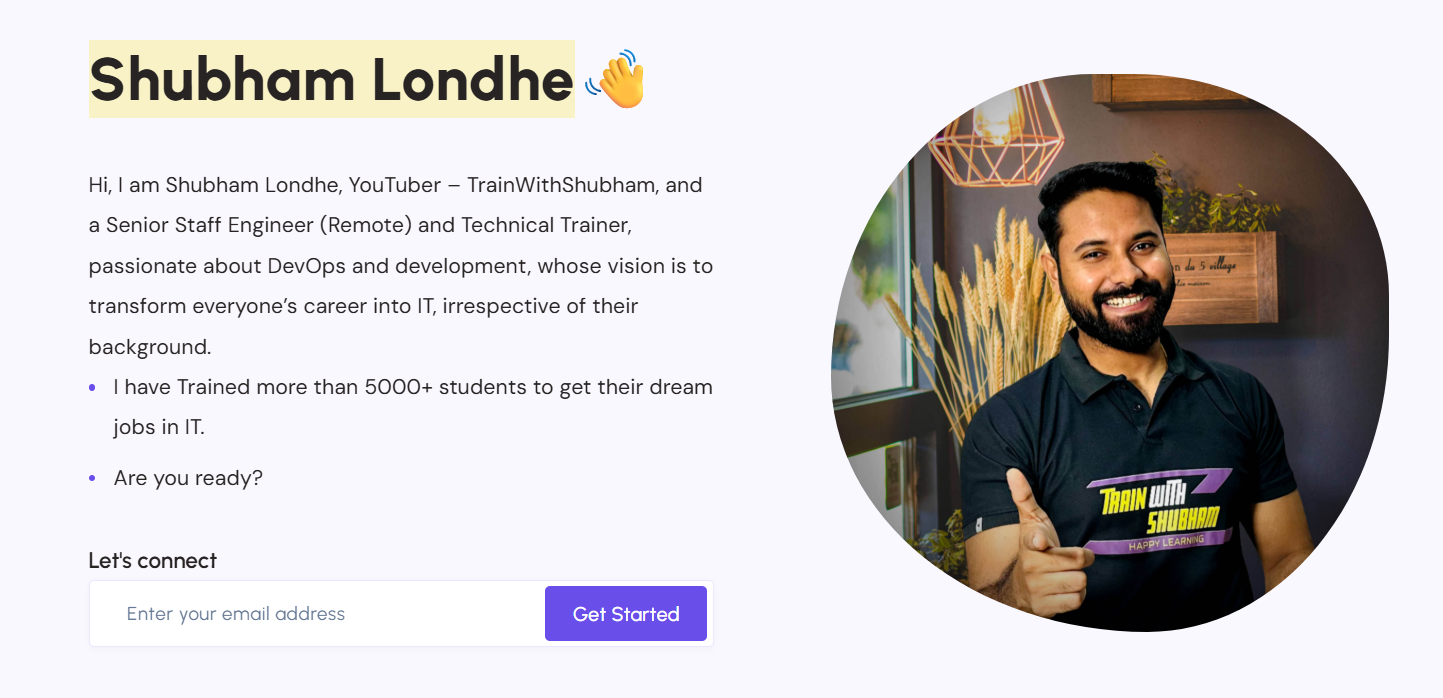 Shubham Londhe
Hi, I am Shubham Londhe, YouTuber – TrainWithShubham, and
a Senior Staff Engineer (Remote) and Technical Trainer,
passionate about DevOps and development, whose vision is to
transform everyone’s career into IT, irrespective of their
background.
I have Trained more than 5000+ students to get their dream
jobs in IT.
Are you ready?
Let's connect
Enter your email address
Get Started
du 5 village
TRAIN WITH
SHUBHAM
HAPPY LEARNING